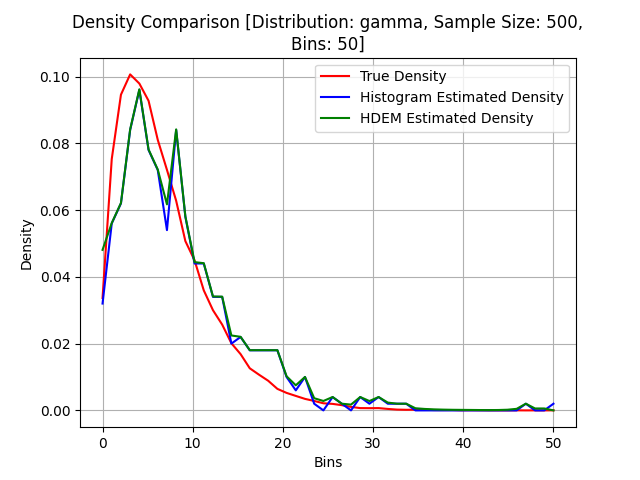 Density Comparison [Distribution: gamma, Sample Size: 500,
Bins: 50]
True Density
Histogram Estimated Density
HDEM Estimated Density
Density
0.10
0.08
0.06
0.04
0.02
0.00
0 10 20 30 40 50
Bins